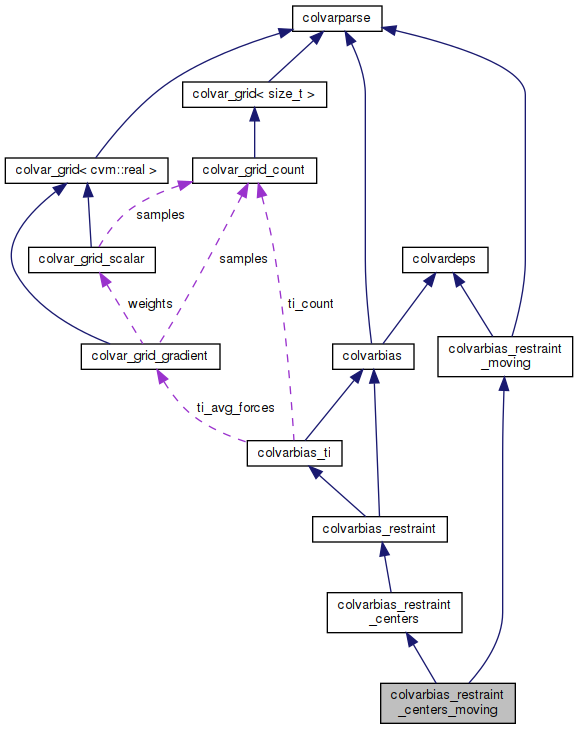 colvarparse
colvar_grid< size_t >
colvar_grid< cvm::real >
colvar_grid_count
samples
colvar_grid_scalar
samples
colvardeps
weights
ti_count
colvar_grid_gradient
colvarbias
colvarbias_restraint
_moving
ti_avg_forces
colvarbias_ti
colvarbias_restraint
colvarbias_restraint
_centers
colvarbias_restraint
_centers_moving